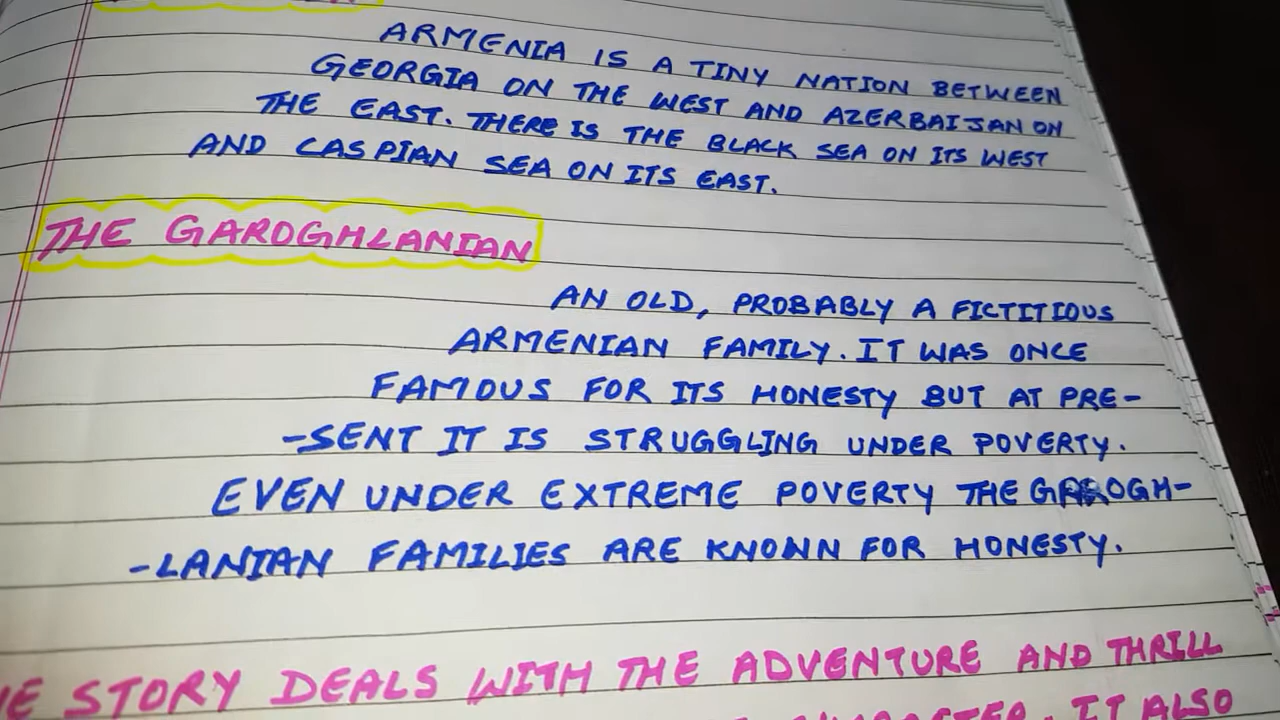 ARMENIA IS A TINY NATION BETWEEN
GEORGIA ON THE WEST AND AZERBAIJAN ON
THE EAST. THERE IS THE BLACK SEA ON ITS WEST
AND CASPIAN SEA ON ITS EAST.
THE GAROGHLANIAN
AN OLD, PROBABLY A FICTITIOUS
ARMENIAN FAMILY. IT WAS ONCE
FAMOUS FOR ITS HONESTY BUT AT PRE-
-SENT IT IS STRUGGLING UNDER POVERTY.
EVEN UNDER EXTREME POVERTY THE GAROGH-
-LANIAN FAMILIES ARE KNOWN FOR HONESTY.
STORY DEALS WITH THE ADVENTURE AND THRILL
IT ALSO